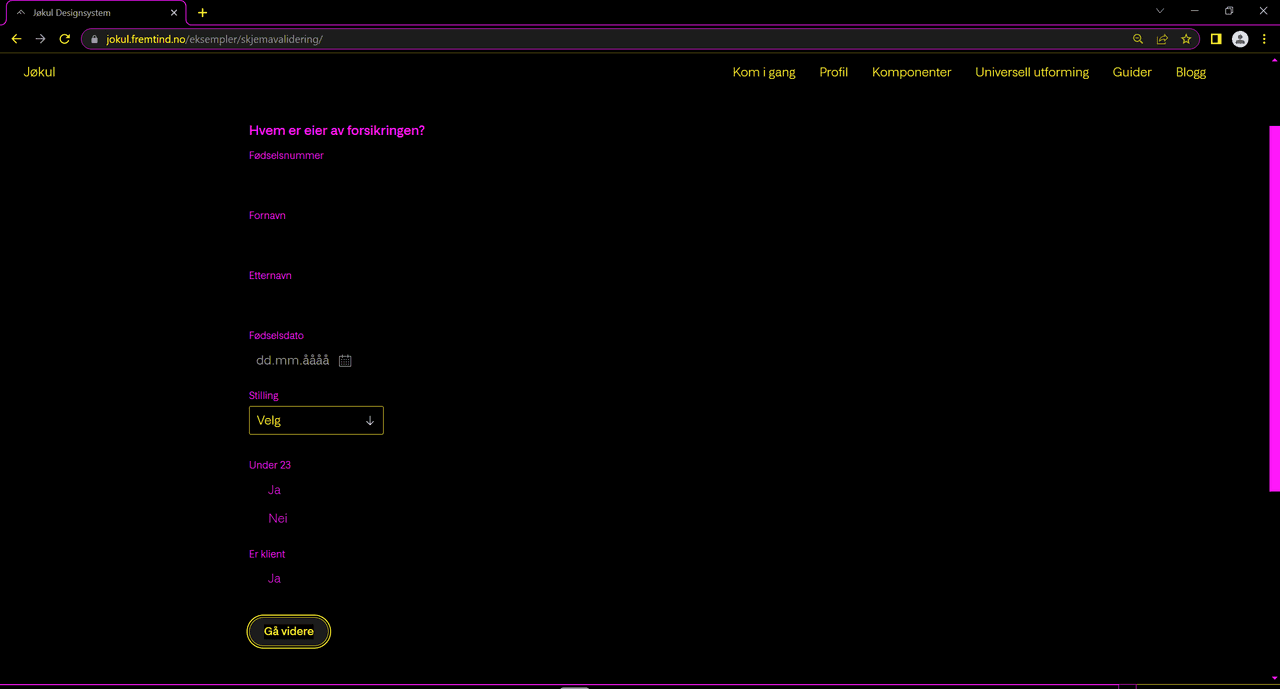 Jøkul Designsystem
jokul.fremtind.no/eksempler/skjemavalidering/
Jøkul
Kom i gang
Profil
Komponenter
Universell utforming
Guider
Blogg
Hvem er eier av forsikringen?
Fødselsnummer
Fornavn
Etternavn
Fødselsdato
dd.mm.åååå
Stilling
Velg
Under 23
Ja
Nei
Er klient
Ja
Gå videre